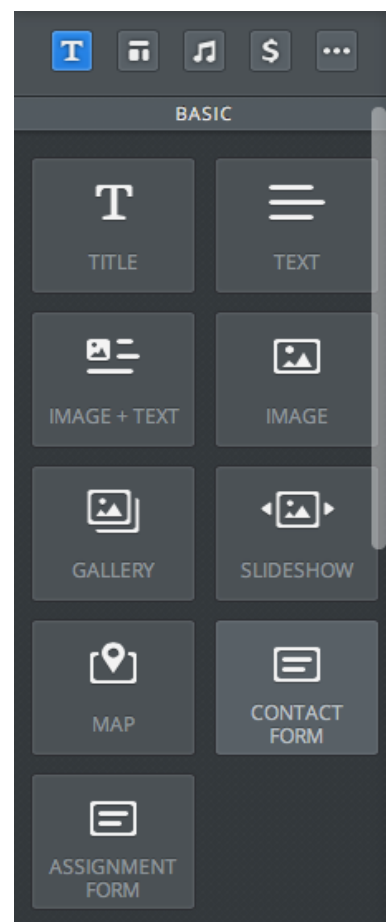 T
$
BASIC
T
TITLE
TEXT
IMAGE + TEXT
IMAGE
GALLERY
SLIDESHOW
MAP
CONTACT
FORM
ASSIGNMENT
FORM